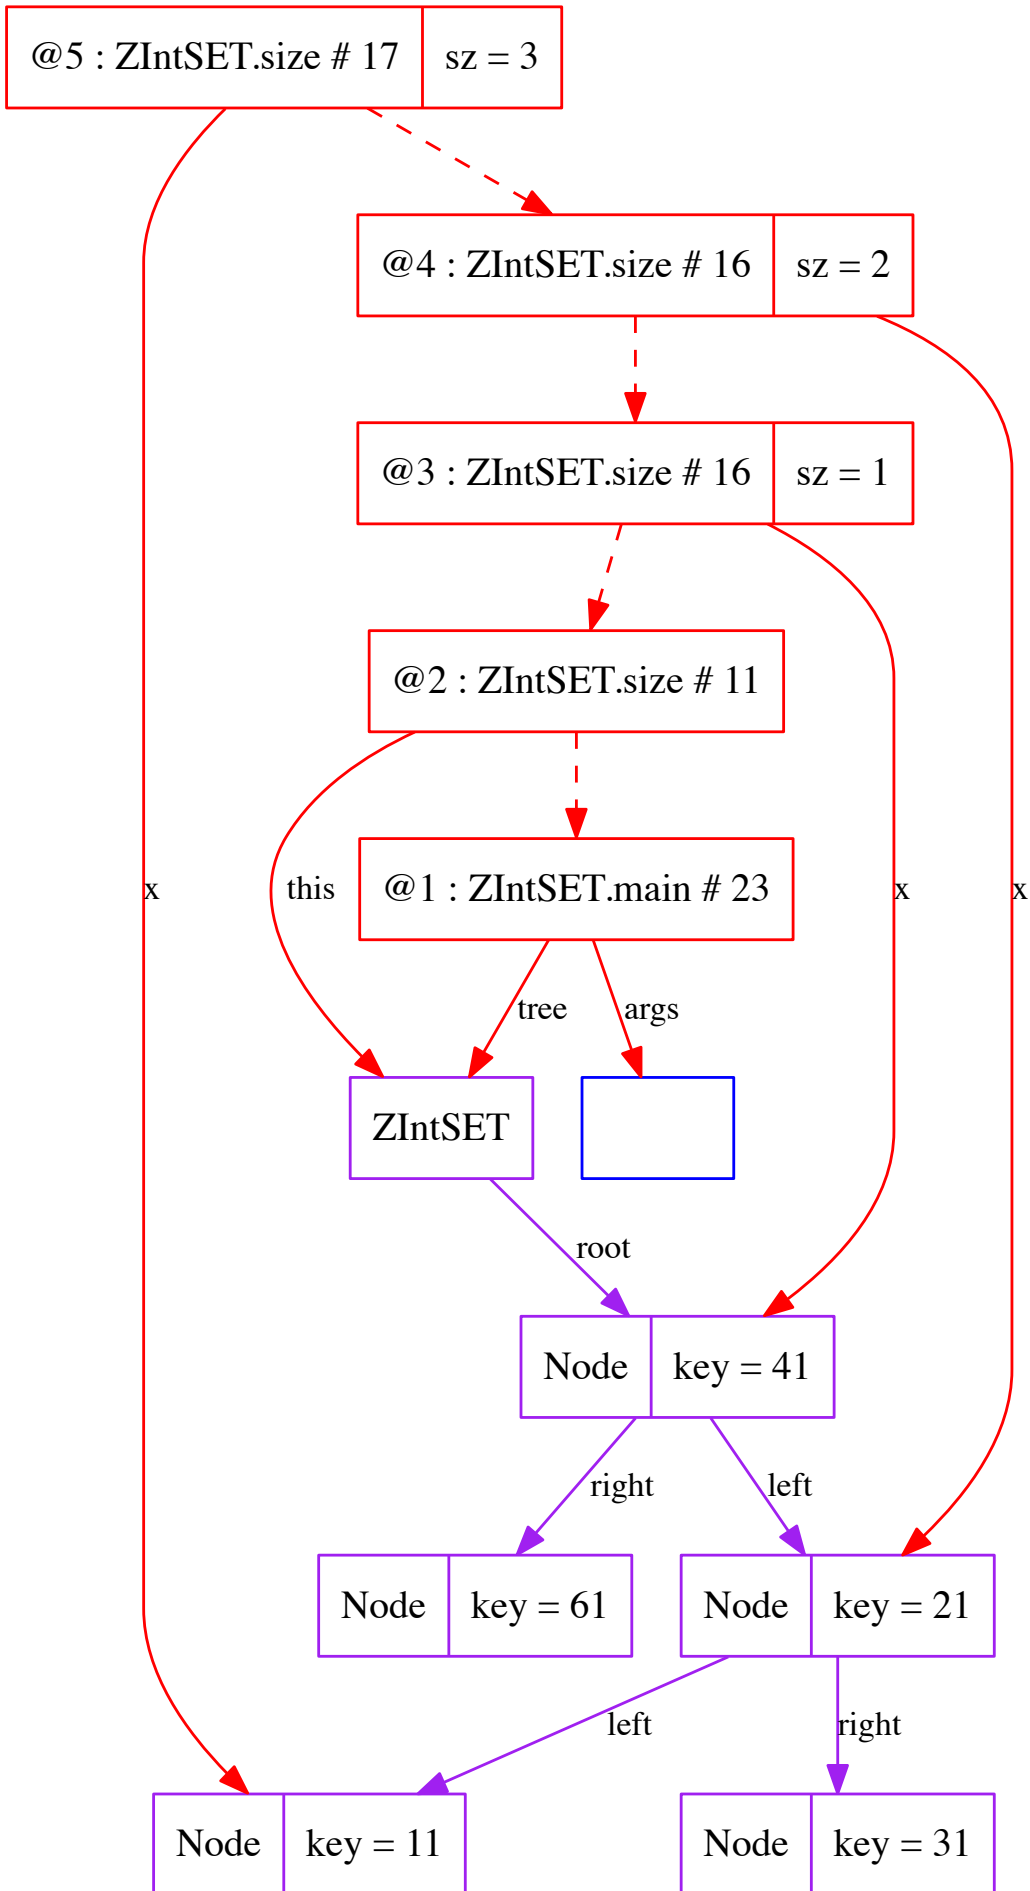 @5 : ZIntSET.size # 17 sz = 3
@4 : ZIntSET.size # 16 sz = 2
@3 : ZIntSET.size # 16 sz = 1
@2 : ZIntSET.size # 11
x this @1 : ZIntSET.main # 23 x x
tree args
ZIntSET
root
Node key = 41
right left
Node key = 61 Node key = 21
left right
Node key = 11 Node key = 31